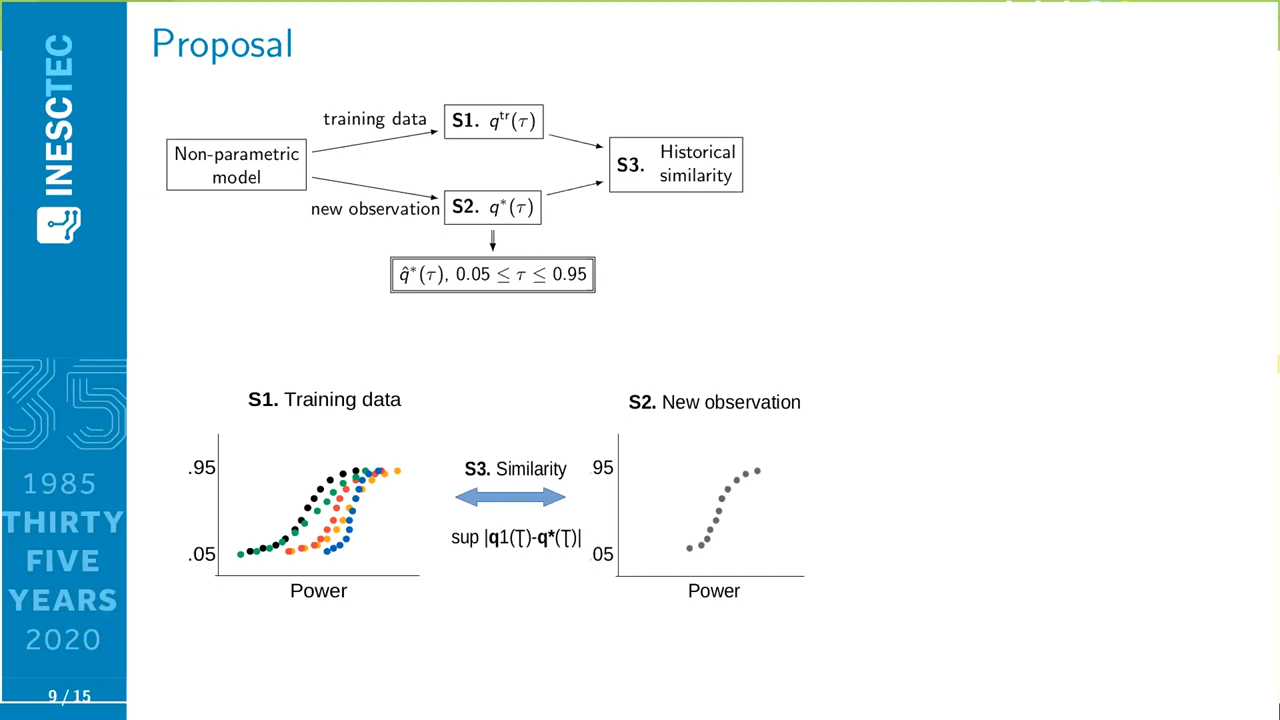 Proposal
INESCTEC
training data
S1. q^tr(τ)
Non-parametric
model
S3. Historical
similarity
new observation
S2. q*(τ)
q̂*(τ), 0.05 ≤ τ ≤ 0.95
35
1985
THIRTY
FIVE
YEARS
2020
S1. Training data
.95
.05
Power
S3. Similarity
sup |q1(Ʈ)-q*(Ʈ)|
S2. New observation
95
05
Power
9 / 15